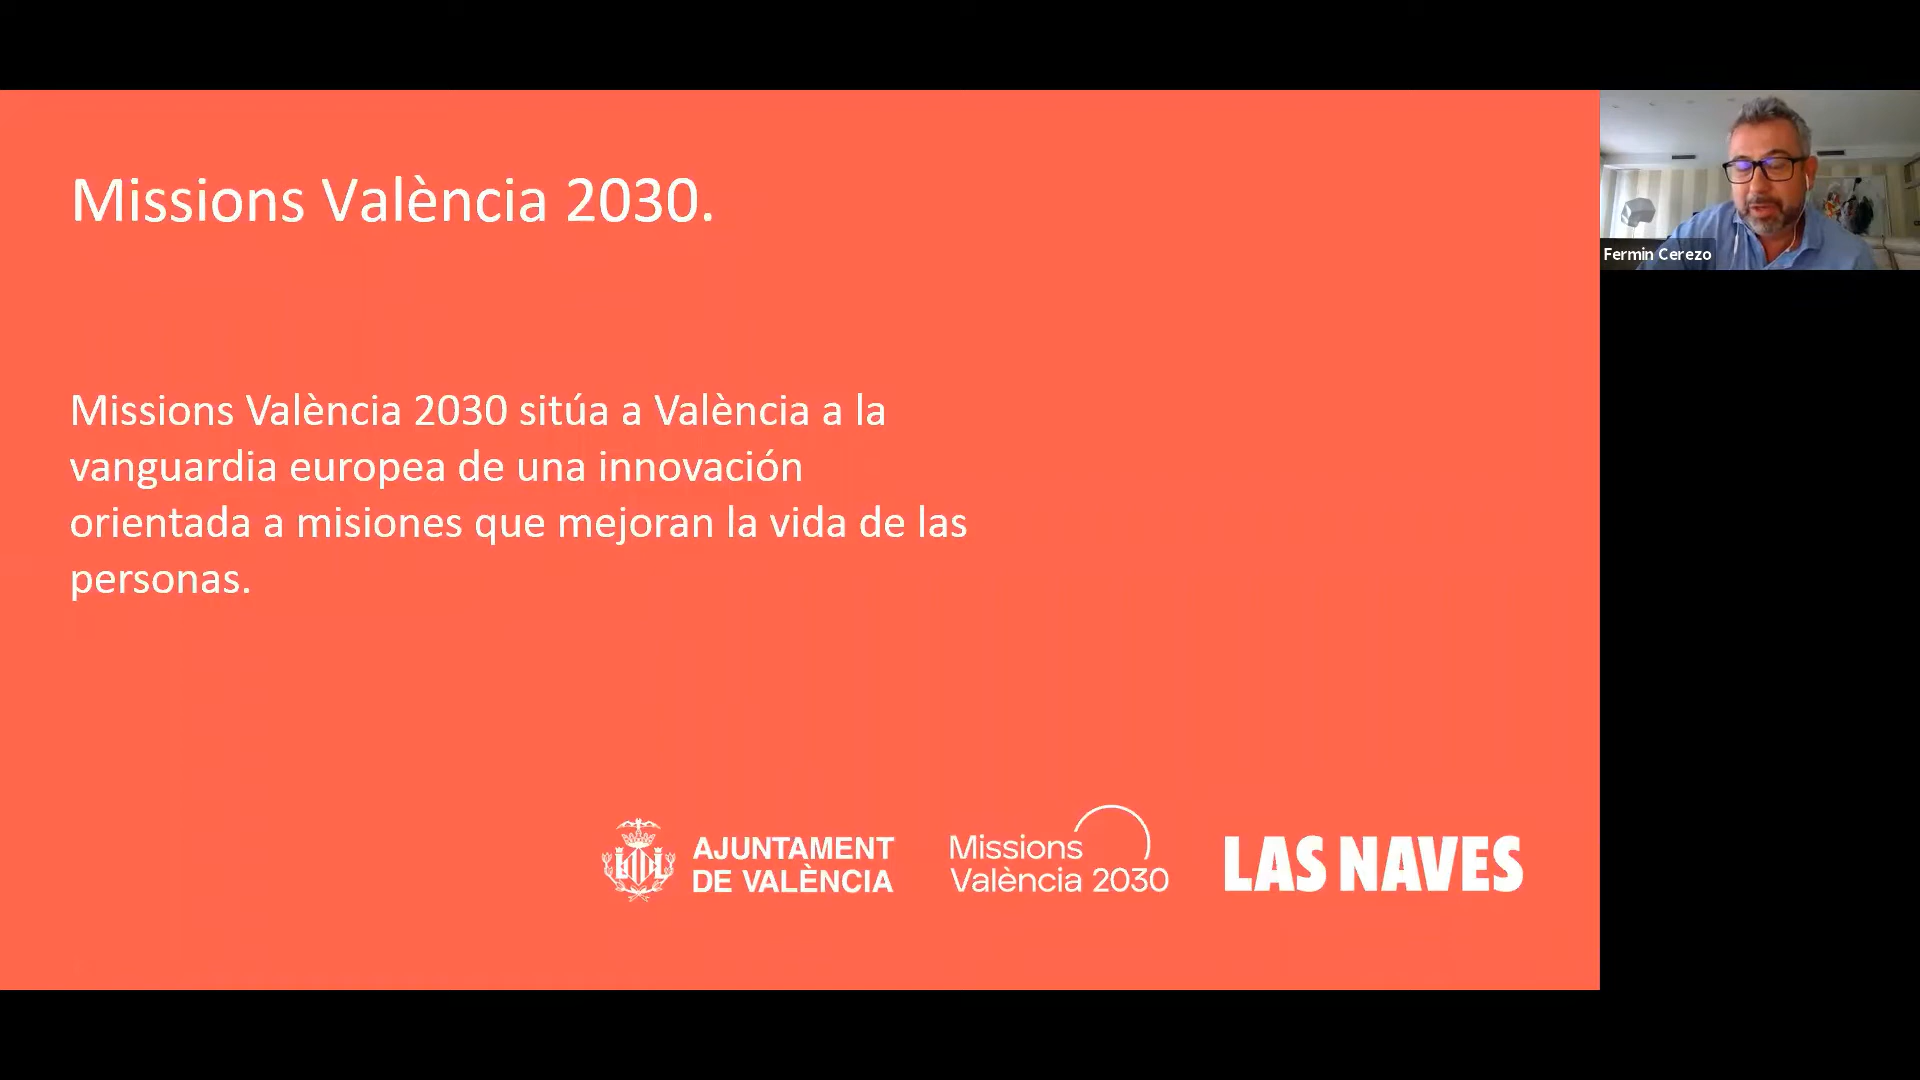 Missions València 2030.
Missions València 2030 sitúa a València a la
vanguardia europea de una innovación
orientada a misiones que mejoran la vida de las
personas.
AJUNTAMENT
DE VALÈNCIA
Missions
València 2030
LAS NAVES
Fermin Cerezo